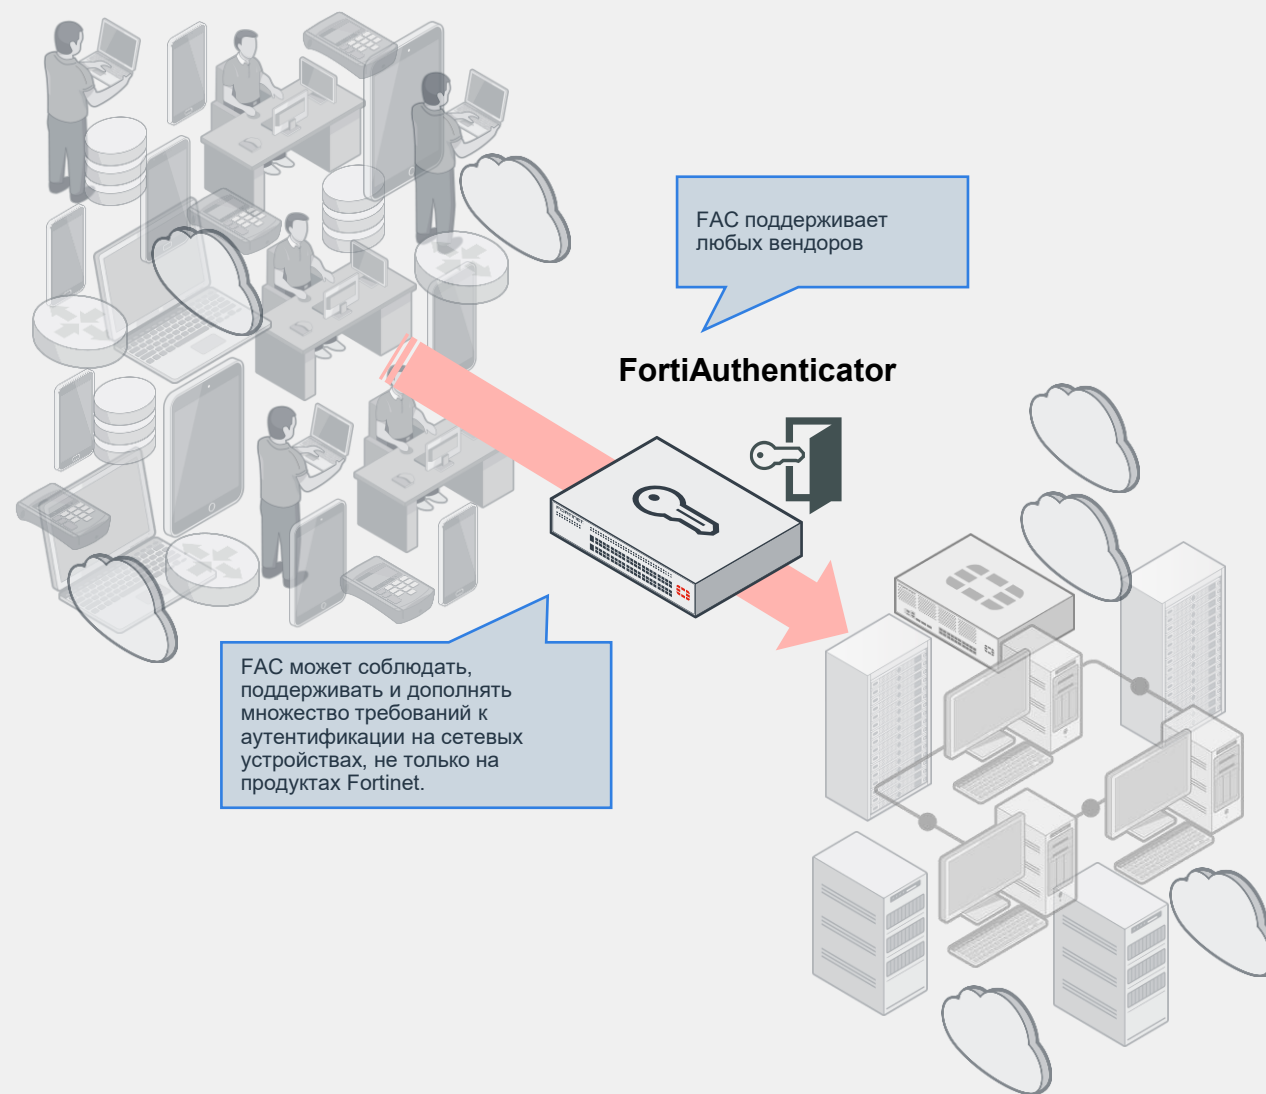 FAC поддерживает
любых вендоров
FortiAuthenticator
FORTINET
FAC может соблюдать,
поддерживать и дополнять
множество требований к
аутентификации на сетевых
устройствах, не только на
продуктах Fortinet.